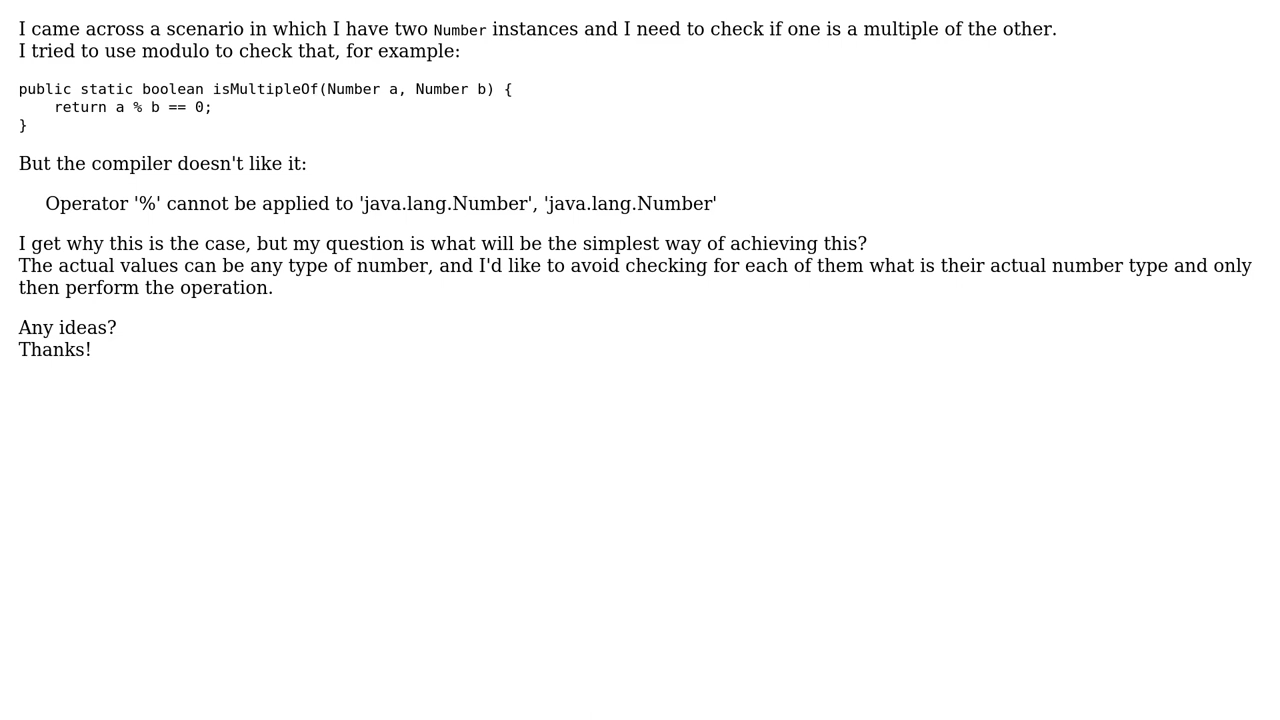 I came across a scenario in which I have two Number instances and I need to check if one is a multiple of the other.
I tried to use modulo to check that, for example:
public static boolean isMultipleOf(Number a, Number b) {
    return a % b == 0;
}
But the compiler doesn't like it:
Operator '%' cannot be applied to 'java.lang.Number', 'java.lang.Number'
I get why this is the case, but my question is what will be the simplest way of achieving this?
The actual values can be any type of number, and I'd like to avoid checking for each of them what is their actual number type and only
then perform the operation.
Any ideas?
Thanks!